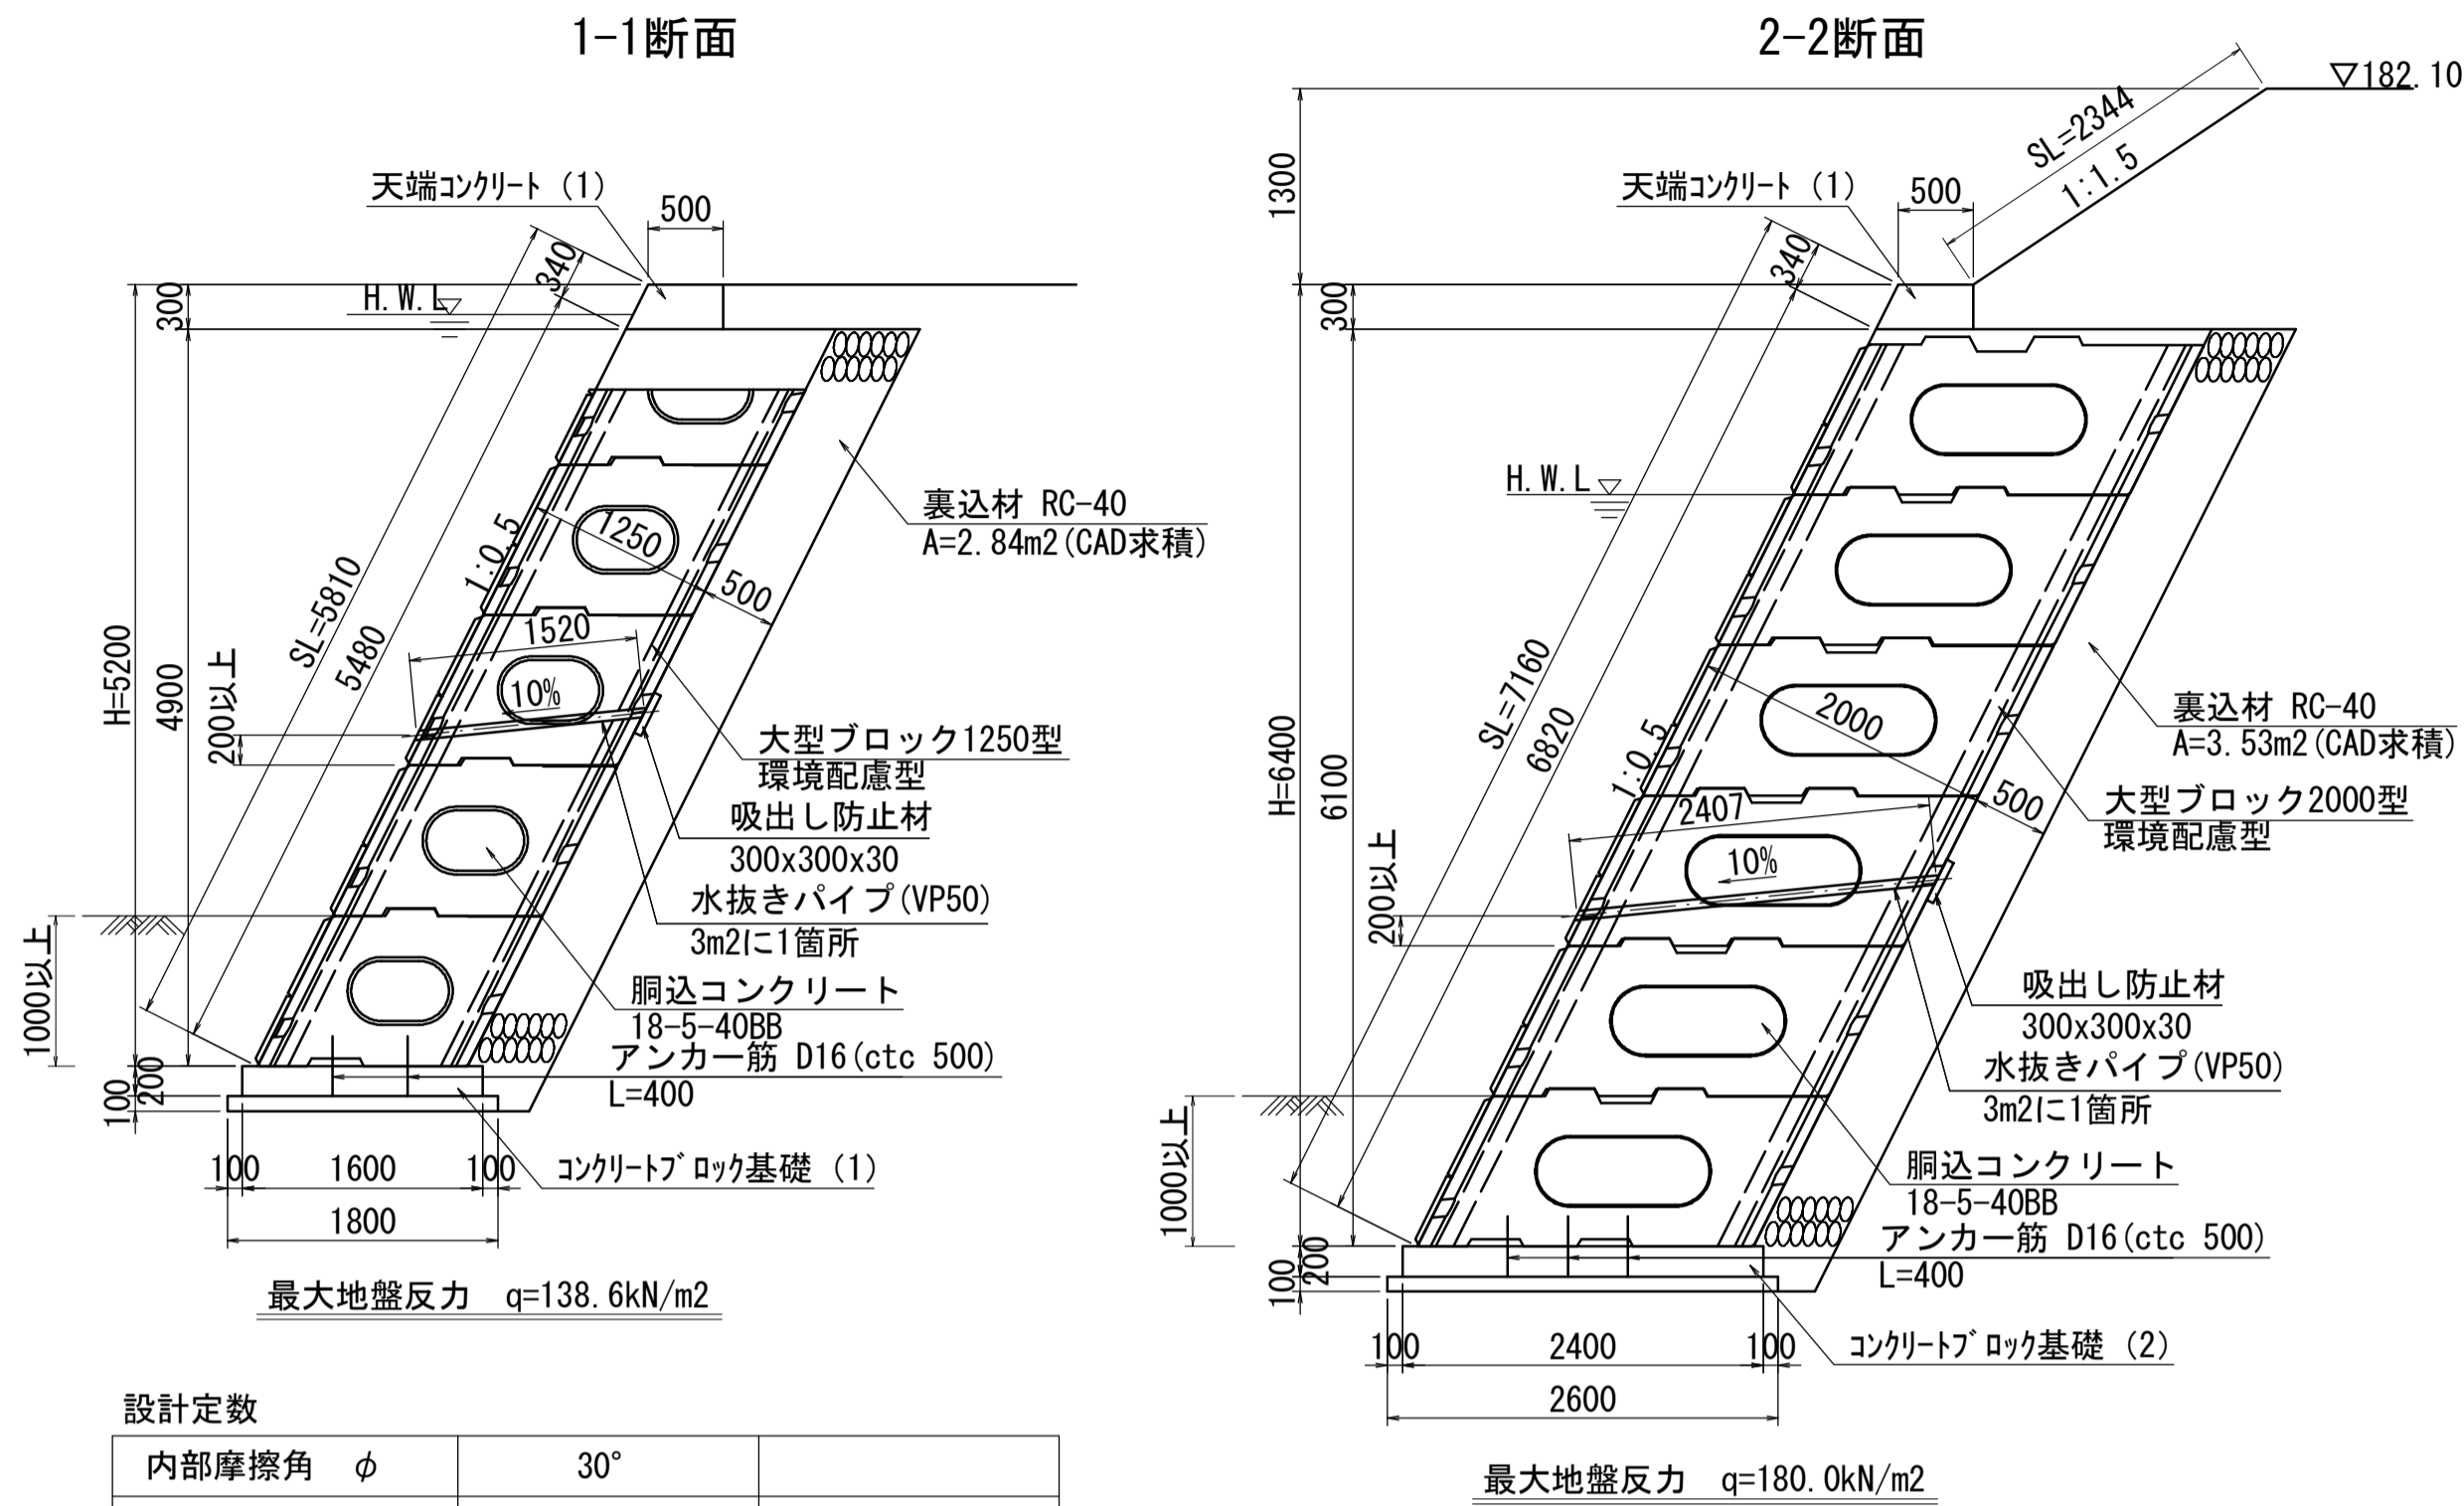 1-1断面
天端ｺﾝｸﾘｰﾄ (1)
500
340
300
H.W.L
裏込材 RC-40
A=2.84m2(CAD求積)
1250
500
1:0.5
SL=5810
5480
H=5200
4900
200以上
1520
10%
大型ブロック1250型
環境配慮型
吸出し防止材
300x300x30
水抜きパイプ(VP50)
3m2に1箇所
胴込コンクリート
18-5-40BB
アンカー筋 D16(ctc 500)
L=400
1000以上
200
100
100
1600
100
1800
ｺﾝｸﾘｰﾄﾌﾞﾛｯｸ基礎 (1)
最大地盤反力 q=138.6kN/m2
設計定数
内部摩擦角 φ
30°
2-2断面
▽182.10
SL=2344
1:1.5
1300
天端ｺﾝｸﾘｰﾄ (1)
500
340
300
H.W.L
2000
500
1:0.5
SL=7160
6820
H=6400
6100
裏込材 RC-40
A=3.53m2(CAD求積)
大型ブロック2000型
環境配慮型
2407
10%
200以上
吸出し防止材
300x300x30
水抜きパイプ(VP50)
3m2に1箇所
胴込コンクリート
18-5-40BB
アンカー筋 D16(ctc 500)
L=400
1000以上
200
100
100
2400
100
2600
ｺﾝｸﾘｰﾄﾌﾞﾛｯｸ基礎 (2)
最大地盤反力 q=180.0kN/m2